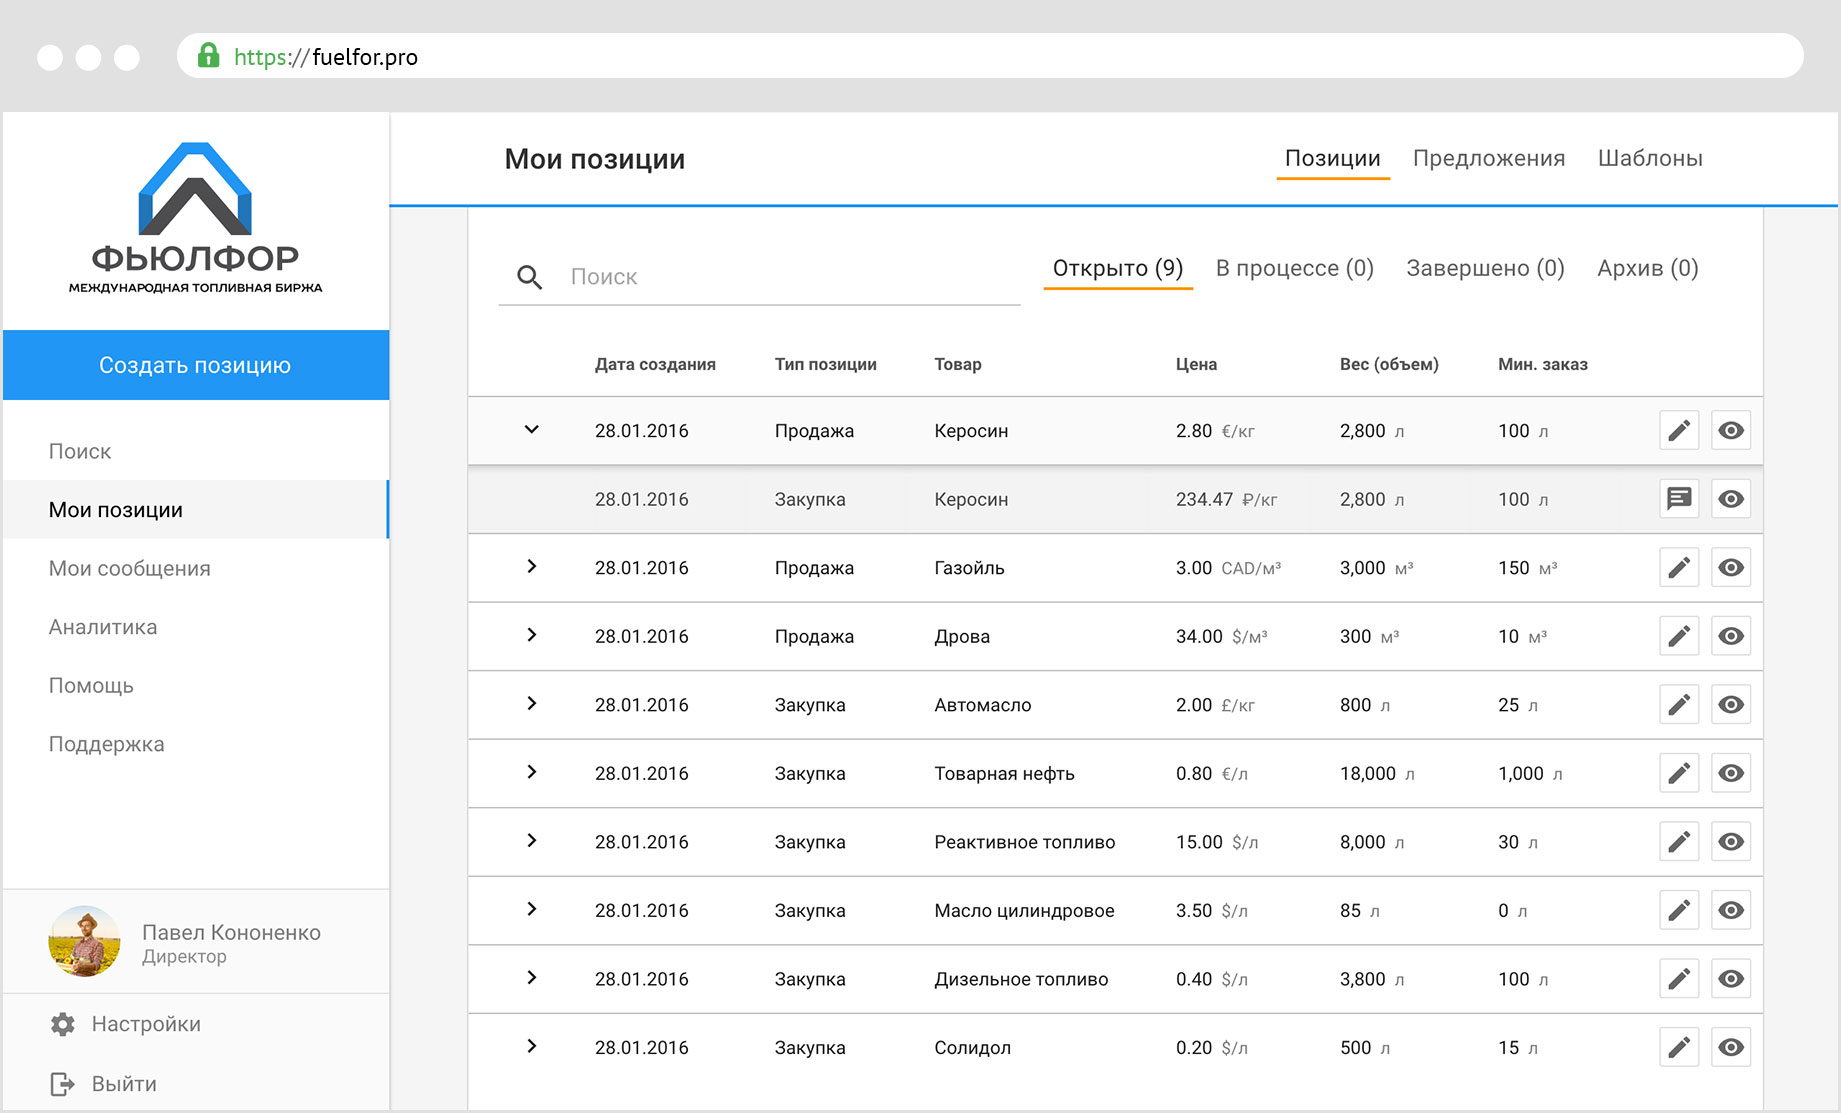 https://fuelfor.pro
ФЬЮЛФОР
МЕЖДУНАРОДНАЯ ТОПЛИВНАЯ БИРЖА
Создать позицию
Поиск
Мои позиции
Мои сообщения
Аналитика
Помощь
Поддержка
Павел Кононенко
Директор
Настройки
Выйти
Мои позиции Позиции Предложения Шаблоны
Поиск Открыто (9) В процессе (0) Завершено (0) Архив (0)
Дата создания Тип позиции Товар Цена Вес (объем) Мин. заказ
28.01.2016 Продажа Керосин 2.80 €/кг 2,800 л 100 л
28.01.2016 Закупка Керосин 234.47 ₽/кг 2,800 л 100 л
28.01.2016 Продажа Газойль 3.00 CAD/м³ 3,000 м³ 150 м³
28.01.2016 Продажа Дрова 34.00 $/м³ 300 м³ 10 м³
28.01.2016 Закупка Автомасло 2.00 £/кг 800 л 25 л
28.01.2016 Закупка Товарная нефть 0.80 €/л 18,000 л 1,000 л
28.01.2016 Закупка Реактивное топливо 15.00 $/л 8,000 л 30 л
28.01.2016 Закупка Масло цилиндровое 3.50 $/л 85 л 0 л
28.01.2016 Закупка Дизельное топливо 0.40 $/л 3,800 л 100 л
28.01.2016 Закупка Солидол 0.20 $/л 500 л 15 л